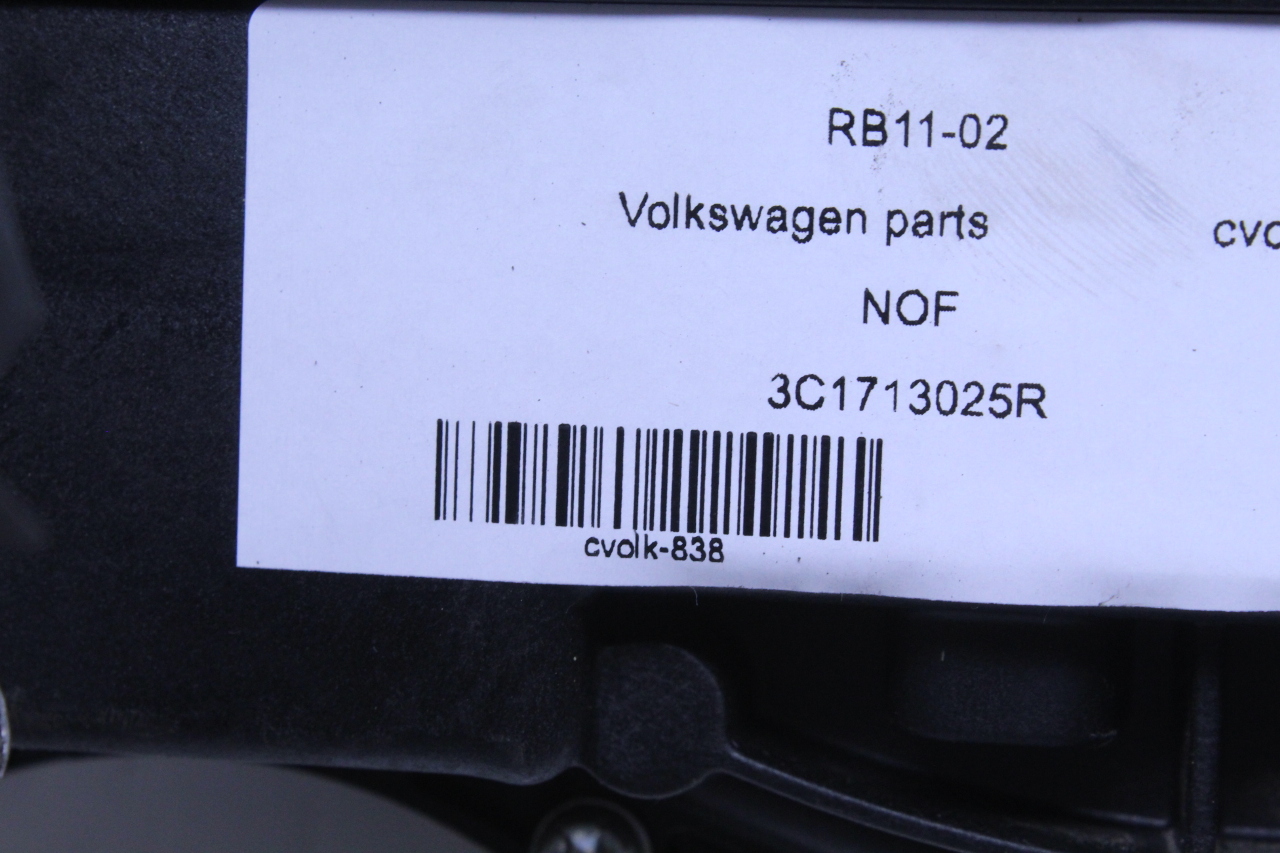 RB11-02
Volkswagen parts
NOF
3C1713025R
cvolk-838